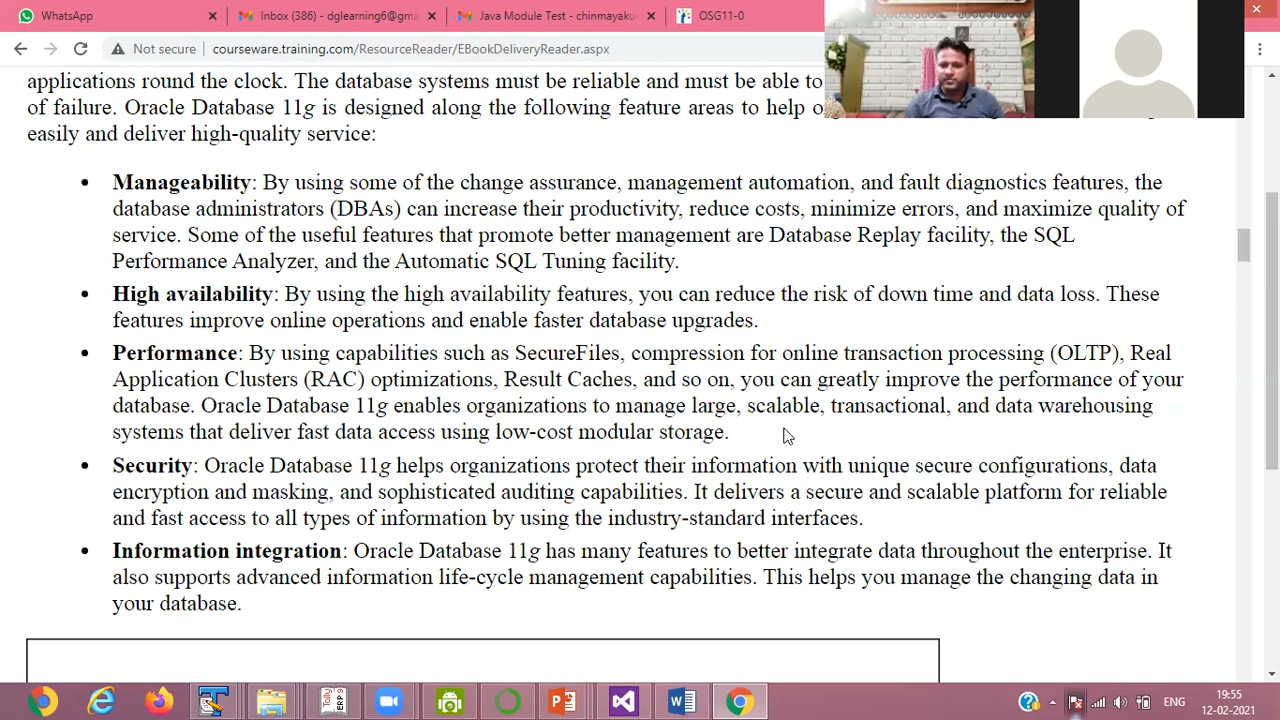 WhatsApp
Inbox (386) - dglearning6@gma
Java Module Test - chinmayaku
OSG11-0
Not secure
courseware.training.com/ResourceReader/EBookDeliveryReader.aspx
applications round the clock. The database systems must be reliable and must be able to
of failure. Oracle Database 11g is designed along the following feature areas to help
easily and deliver high-quality service:
• Manageability: By using some of the change assurance, management automation, and fault diagnostics features, the
database administrators (DBAs) can increase their productivity, reduce costs, minimize errors, and maximize quality of
service. Some of the useful features that promote better management are Database Replay facility, the SQL
Performance Analyzer, and the Automatic SQL Tuning facility.
• High availability: By using the high availability features, you can reduce the risk of down time and data loss. These
features improve online operations and enable faster database upgrades.
• Performance: By using capabilities such as SecureFiles, compression for online transaction processing (OLTP), Real
Application Clusters (RAC) optimizations, Result Caches, and so on, you can greatly improve the performance of your
database. Oracle Database 11g enables organizations to manage large, scalable, transactional, and data warehousing
systems that deliver fast data access using low-cost modular storage.
• Security: Oracle Database 11g helps organizations protect their information with unique secure configurations, data
encryption and masking, and sophisticated auditing capabilities. It delivers a secure and scalable platform for reliable
and fast access to all types of information by using the industry-standard interfaces.
• Information integration: Oracle Database 11g has many features to better integrate data throughout the enterprise. It
also supports advanced information life-cycle management capabilities. This helps you manage the changing data in
your database.
ENG
19:55
12-02-2021